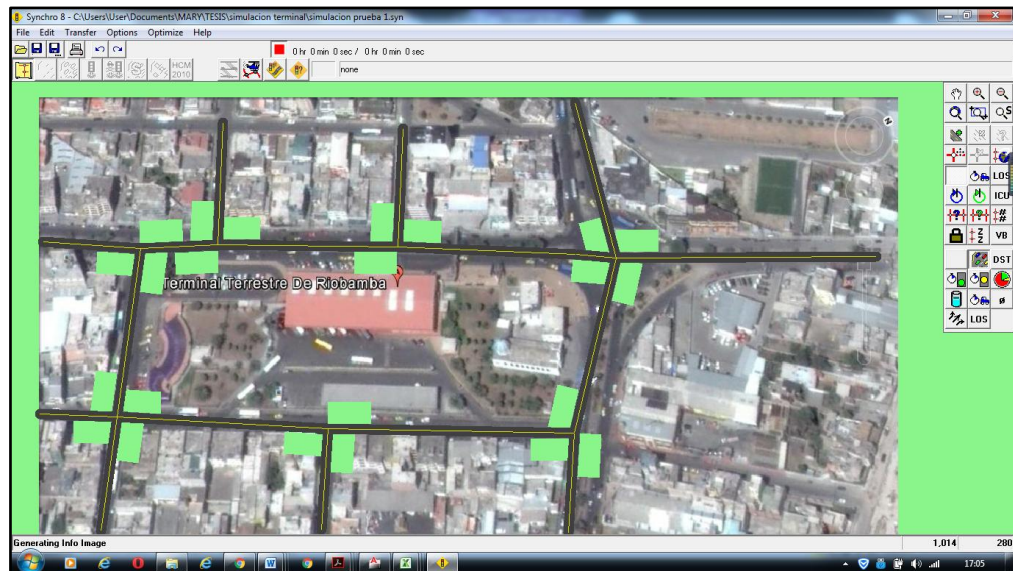 Synchro 8 - C:\Users\User\Documents\MARY\TESIS\simulacion terminal\simulacion prueba 1.syn
File Edit Transfer Options Optimize Help
0 hr 0 min 0 sec / 0 hr 0 min 0 sec
HCM
2010
none
N
S
LOS
ICU
#
#
Z
Z
VB
DST
ø
LOS
Terminal Terrestre De Riobamba
Generating Info Image 1,014 280
17:05